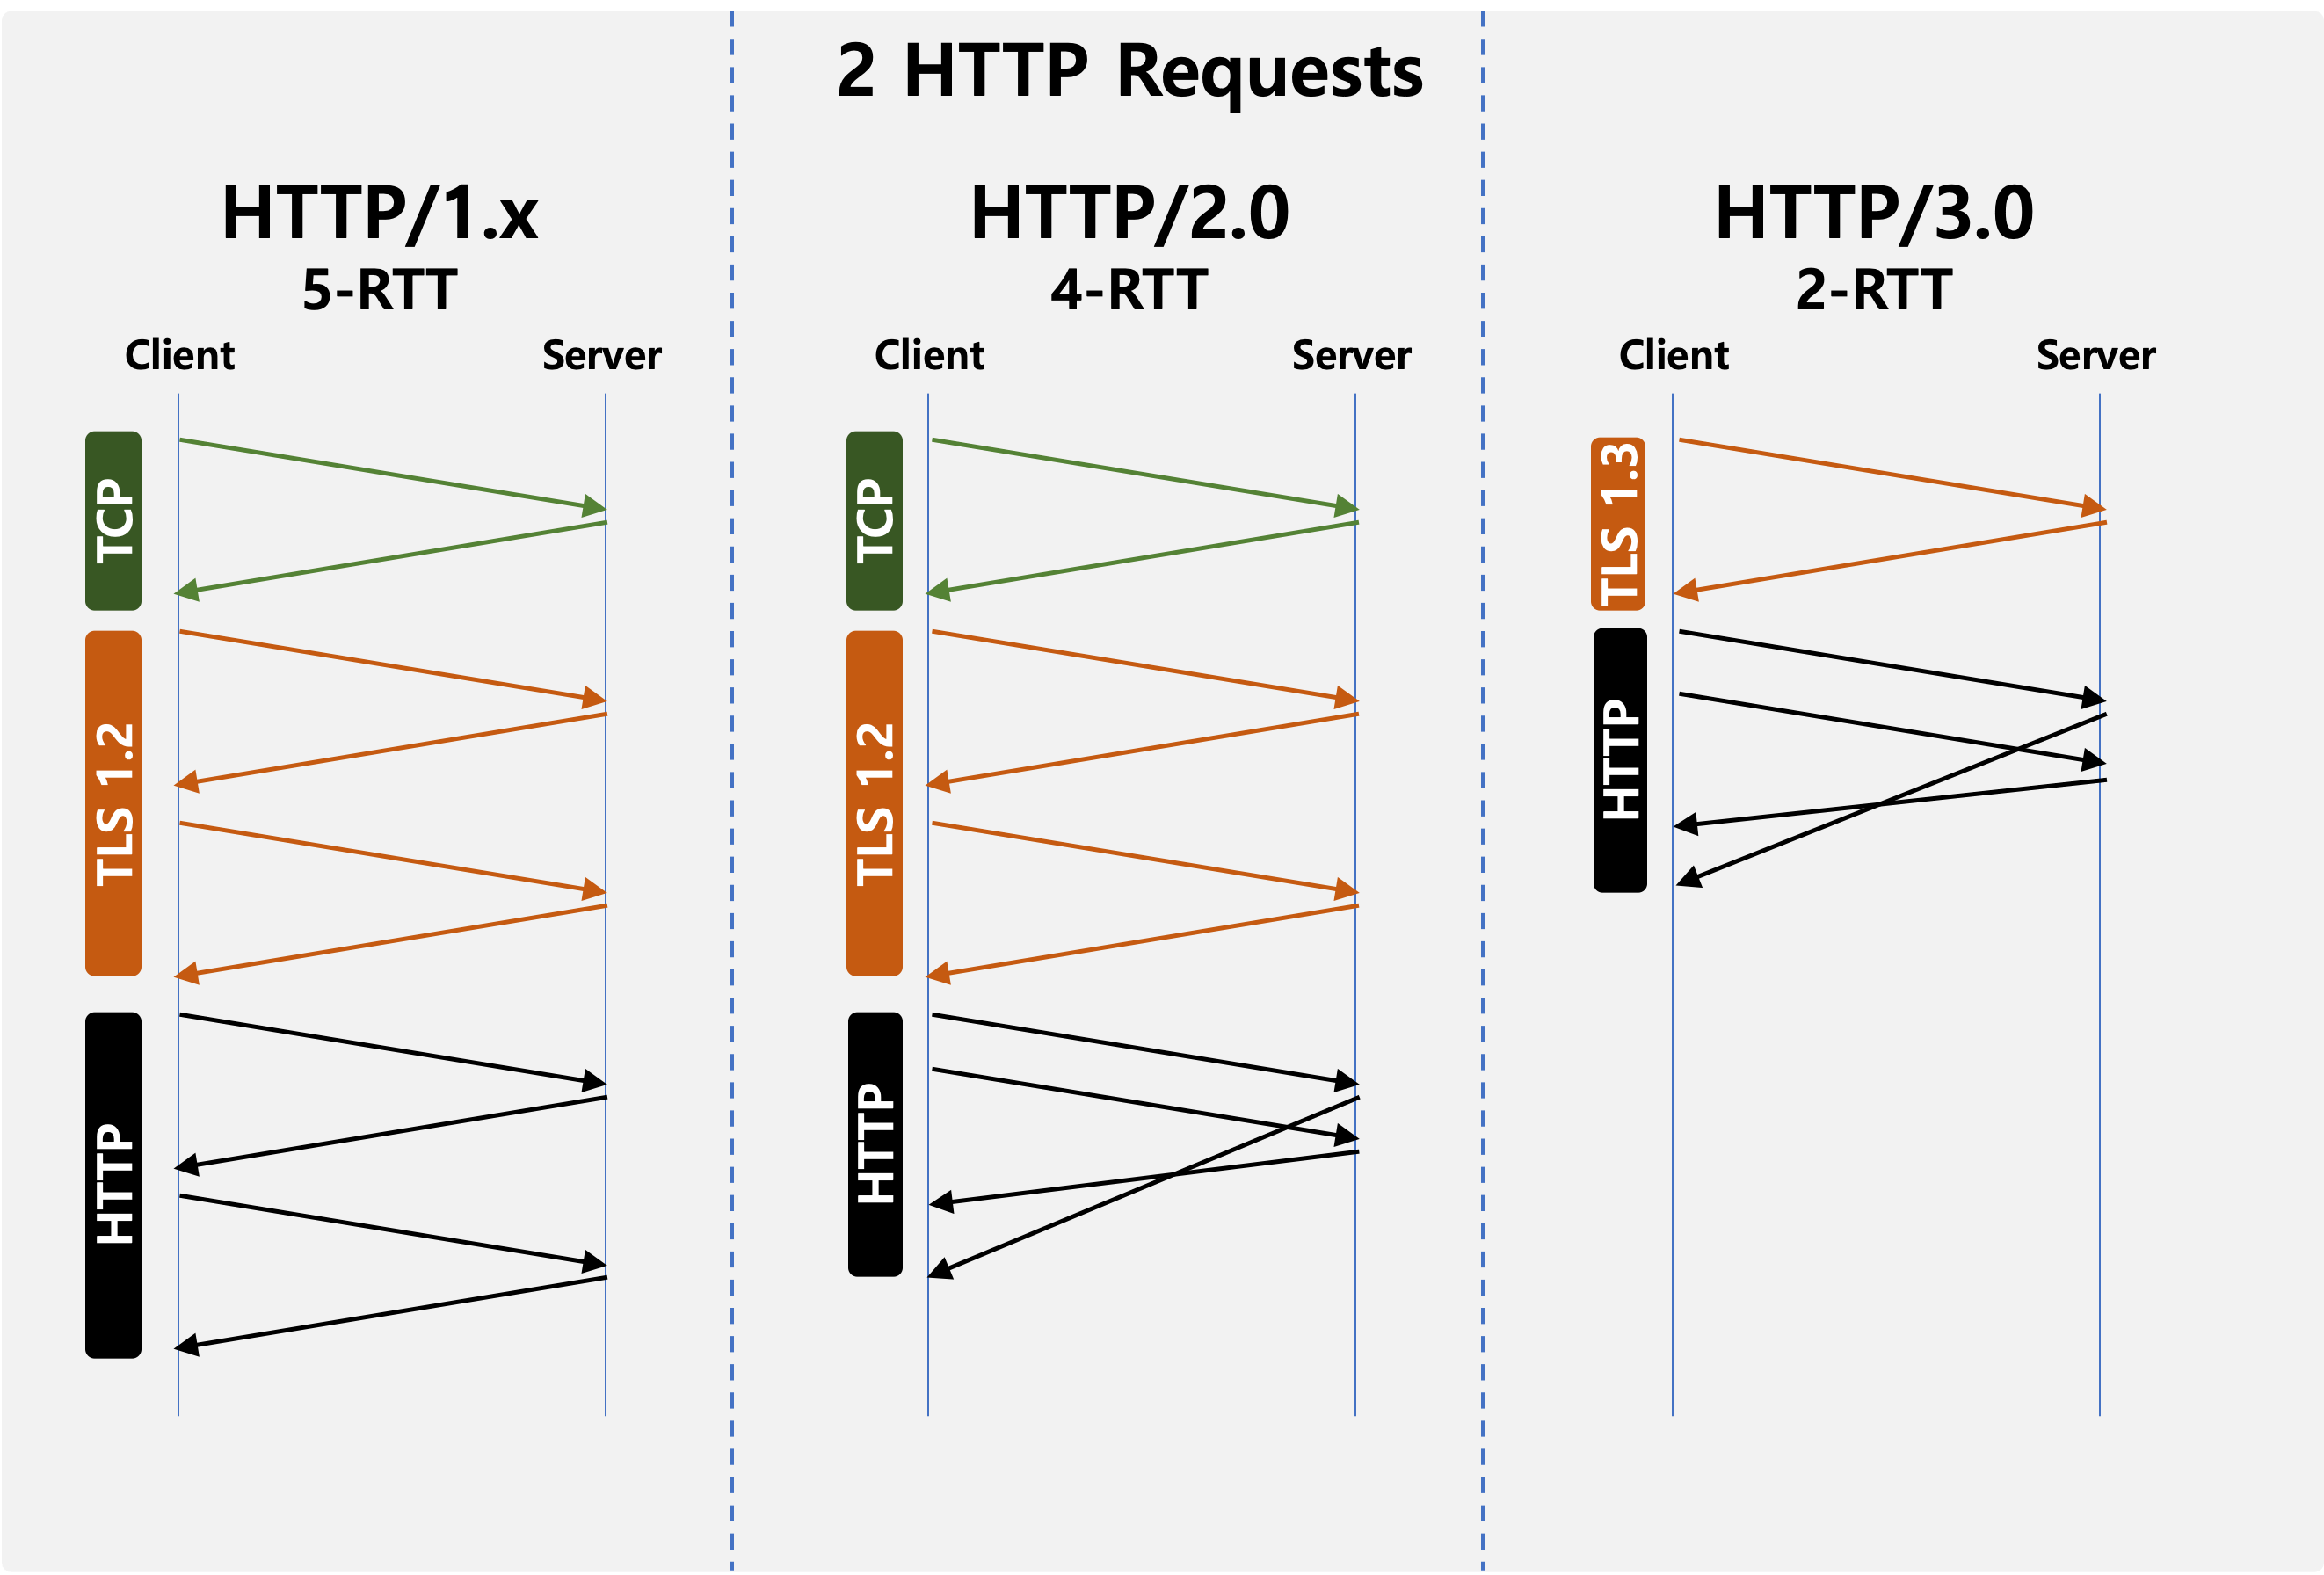 2 HTTP Requests
HTTP/1.x
5-RTT
Client
Server
TCP
TLS 1.2
HTTP
HTTP/2.0
4-RTT
Client
Server
TCP
TLS 1.2
HTTP
HTTP/3.0
2-RTT
Client
Server
TLS 1.3
HTTP